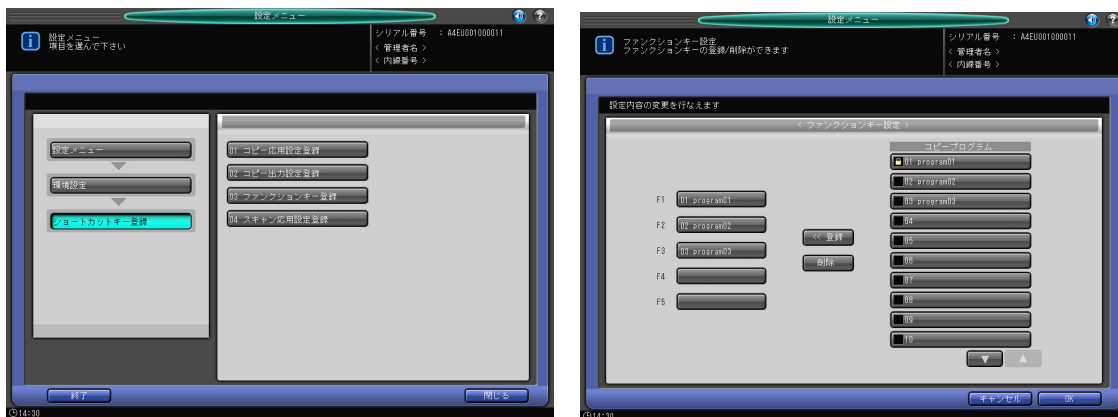 設定メニュー
設定メニュー
項目を選んで下さい
シリアル番号 : A4EU001000011
< 管理者名 >
< 内線番号 >
設定メニュー
環境設定
ショートカットキー登録
01 コピー応用設定登録
02 コピー出力設定登録
03 ファンクションキー登録
04 スキャン応用設定登録
終了
閉じる
14:30
設定メニュー
ファンクションキー設定
ファンクションキーの登録/削除ができます
シリアル番号 : A4EU001000011
< 管理者名 >
< 内線番号 >
設定内容の変更を行なえます
< ファンクションキー設定 >
コピープログラム
F1 01 program01
F2 02 program02
F3 03 program03
F4
F5
<< 登録
削除
01 program01
02 program02
03 program03
04
05
06
07
08
09
10
キャンセル
OK
14:30